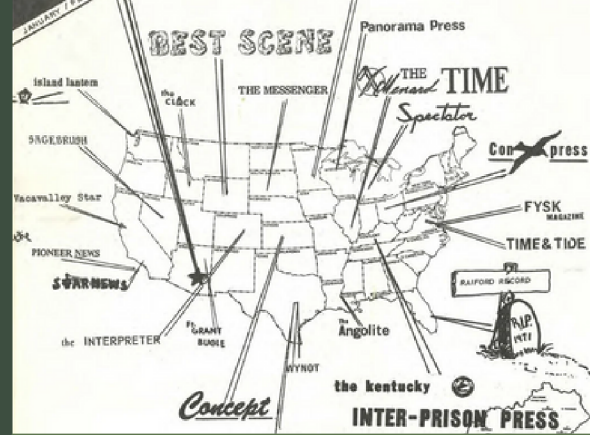 JANUARY
Panorama Press
BEST SCENE
island lantern
the CLOCK
THE MESSENGER
THE Menard TIME
Spectator
SAGEBRUSH
Con press
Vacavalley Star
FYSK
MAGAZINE
TIME & TIDE
PIONEER NEWS
STAR NEWS
RAIFORD RECORD
R.I.P.
1971
the INTERPRETER
Ft. GRANT
BUGLE
The
Angolite
WYNOT
Concept
the kentucky
INTER-PRISON PRESS